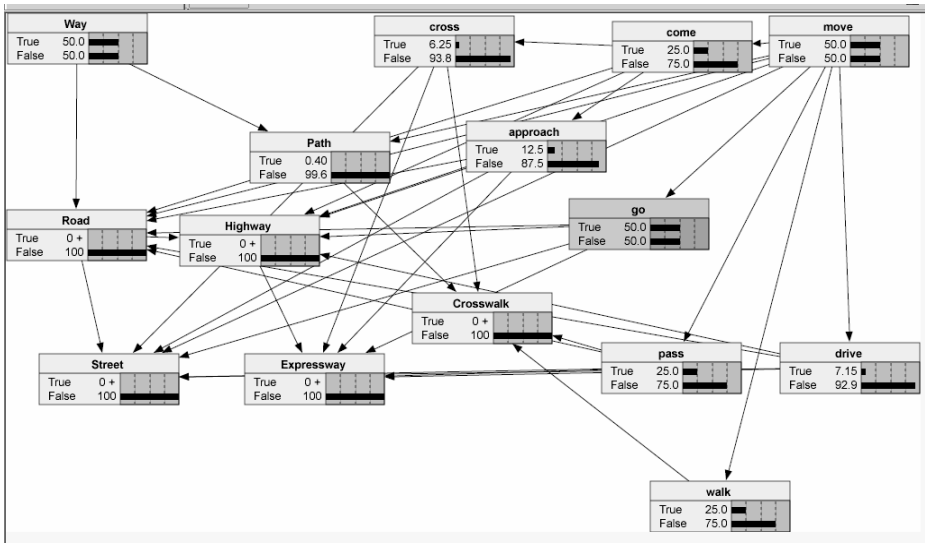 Way
True 50.0
False 50.0
cross
True 6.25
False 93.8
come
True 25.0
False 75.0
move
True 50.0
False 50.0
Path
True 0.40
False 99.6
approach
True 12.5
False 87.5
Road
True 0 +
False 100
Highway
True 0 +
False 100
go
True 50.0
False 50.0
Crosswalk
True 0 +
False 100
Street
True 0 +
False 100
Expressway
True 0 +
False 100
pass
True 25.0
False 75.0
drive
True 7.15
False 92.9
walk
True 25.0
False 75.0